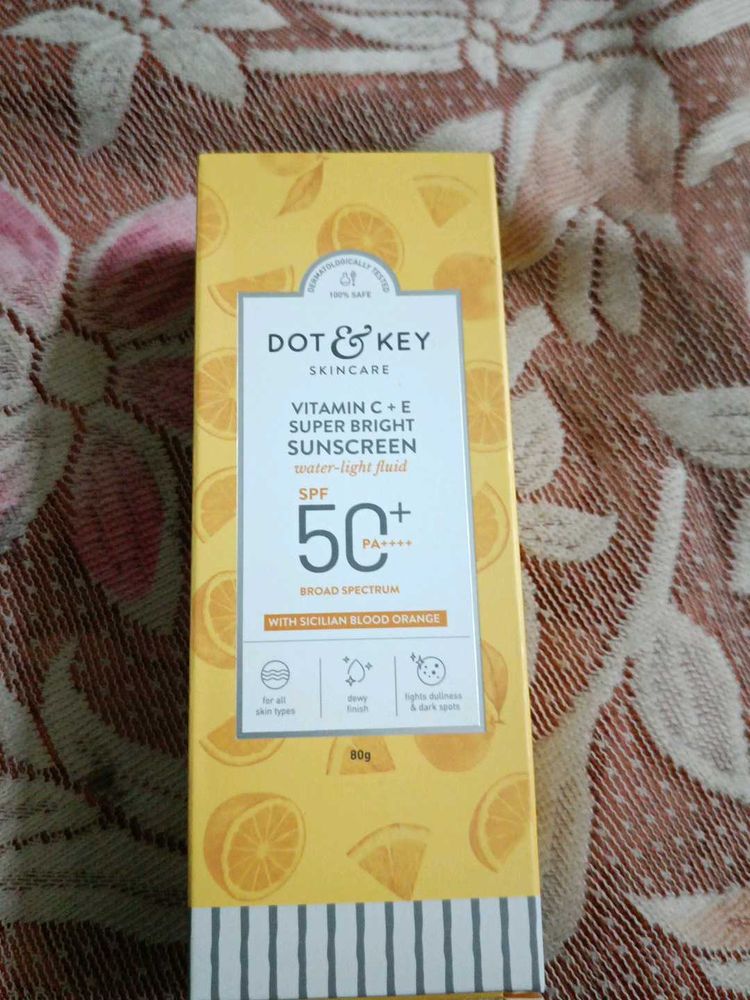 DERMATOLOGICALLY TESTED
100% SAFE
DOT & KEY
SKINCARE
VITAMIN C + E
SUPER BRIGHT
SUNSCREEN
water-light fluid
SPF
50+
PA++++
BROAD SPECTRUM
WITH SICILIAN BLOOD ORANGE
for all
skin types
dewy
finish
fights dullness
& dark spots
80g